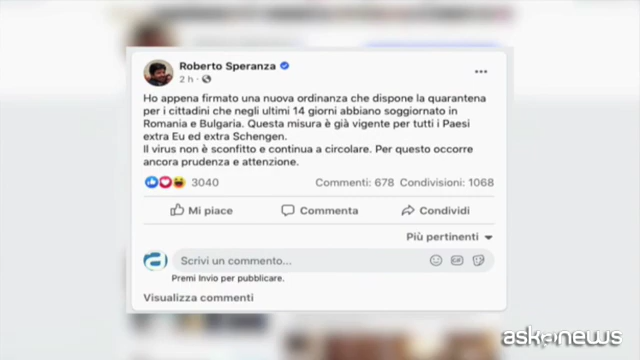 Roberto Speranza
2 h ·
Ho appena firmato una nuova ordinanza che dispone la quarantena
per i cittadini che negli ultimi 14 giorni abbiano soggiornato in
Romania e Bulgaria. Questa misura è già vigente per tutti i Paesi
extra Eu ed extra Schengen.
Il virus non è sconfitto e continua a circolare. Per questo occorre
ancora prudenza e attenzione.
3040 Commenti: 678 Condivisioni: 1068
Mi piace Commenta Condividi
Più pertinenti
Scrivi un commento... GIF
Premi Invio per pubblicare.
Visualizza commenti
askanews